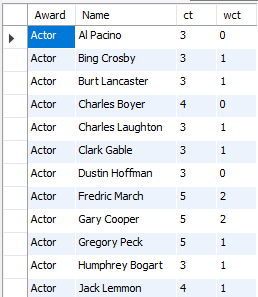 Award Name ct wct
Actor Al Pacino 3 0
Actor Bing Crosby 3 1
Actor Burt Lancaster 3 1
Actor Charles Boyer 4 0
Actor Charles Laughton 3 1
Actor Clark Gable 3 1
Actor Dustin Hoffman 3 0
Actor Fredric March 5 2
Actor Gary Cooper 5 2
Actor Gregory Peck 5 1
Actor Humphrey Bogart 3 1
Actor Jack Lemmon 4 1